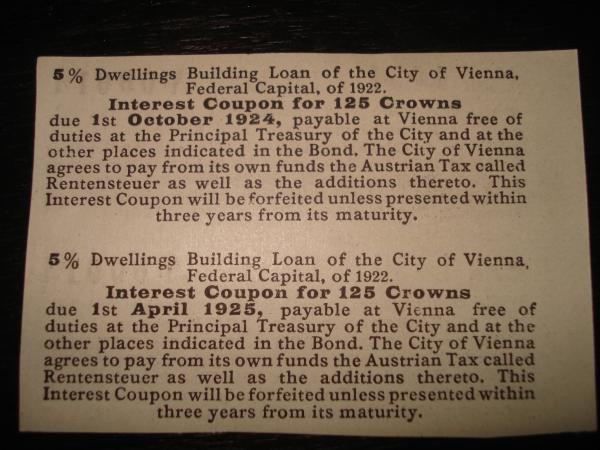 5% Dwellings Building Loan of the City of Vienna,
Federal Capital, of 1922.
Interest Coupon for 125 Crowns
due 1st October 1924, payable at Vienna free of
duties at the Principal Treasury of the City and at the
other places indicated in the Bond. The City of Vienna
agrees to pay from its own funds the Austrian Tax called
Rentensteuer as well as the additions thereto. This
Interest Coupon will be forfeited unless presented within
three years from its maturity.
5% Dwellings Building Loan of the City of Vienna,
Federal Capital, of 1922.
Interest Coupon for 125 Crowns
due 1st April 1925, payable at Vienna free of
duties at the Principal Treasury of the City and at the
other places indicated in the Bond. The City of Vienna
agrees to pay from its own funds the Austrian Tax called
Rentensteuer as well as the additions thereto. This
Interest Coupon will be forfeited unless presented within
three years from its maturity.